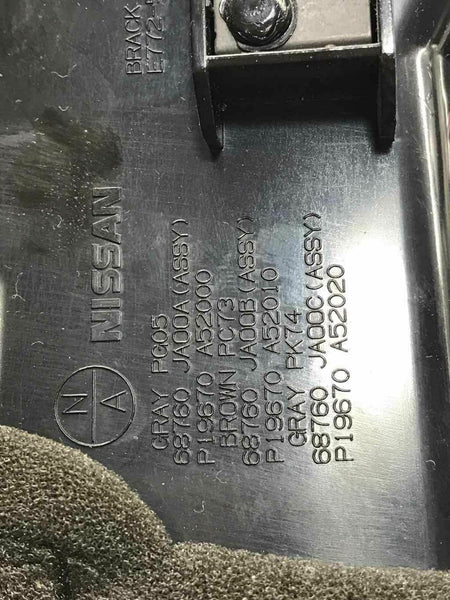 BRACK
E772-
NISSAN
N
A
GRAY PG05
68760 JA00A(ASSY)
P19670 A52000
BROWN PC73
68760 JA00B(ASSY)
P19670 A52010
GRAY PK74
68760 JA00C(ASSY)
P19670 A52020